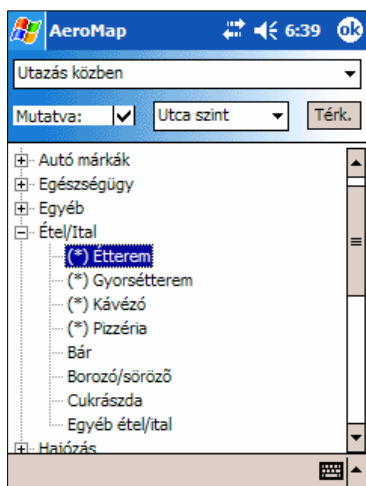 AeroMap 6:39 ok
Utazás közben
Mutatva: Utca szint Térk.
Autó márkák
Egészségügy
Egyéb
Étel/Ital
(*) Étterem
(*) Gyorsétterem
(*) Kávézó
(*) Pizzéria
Bár
Borozó/söröző
Cukrászda
Egyéb étel/ital
Hajózás